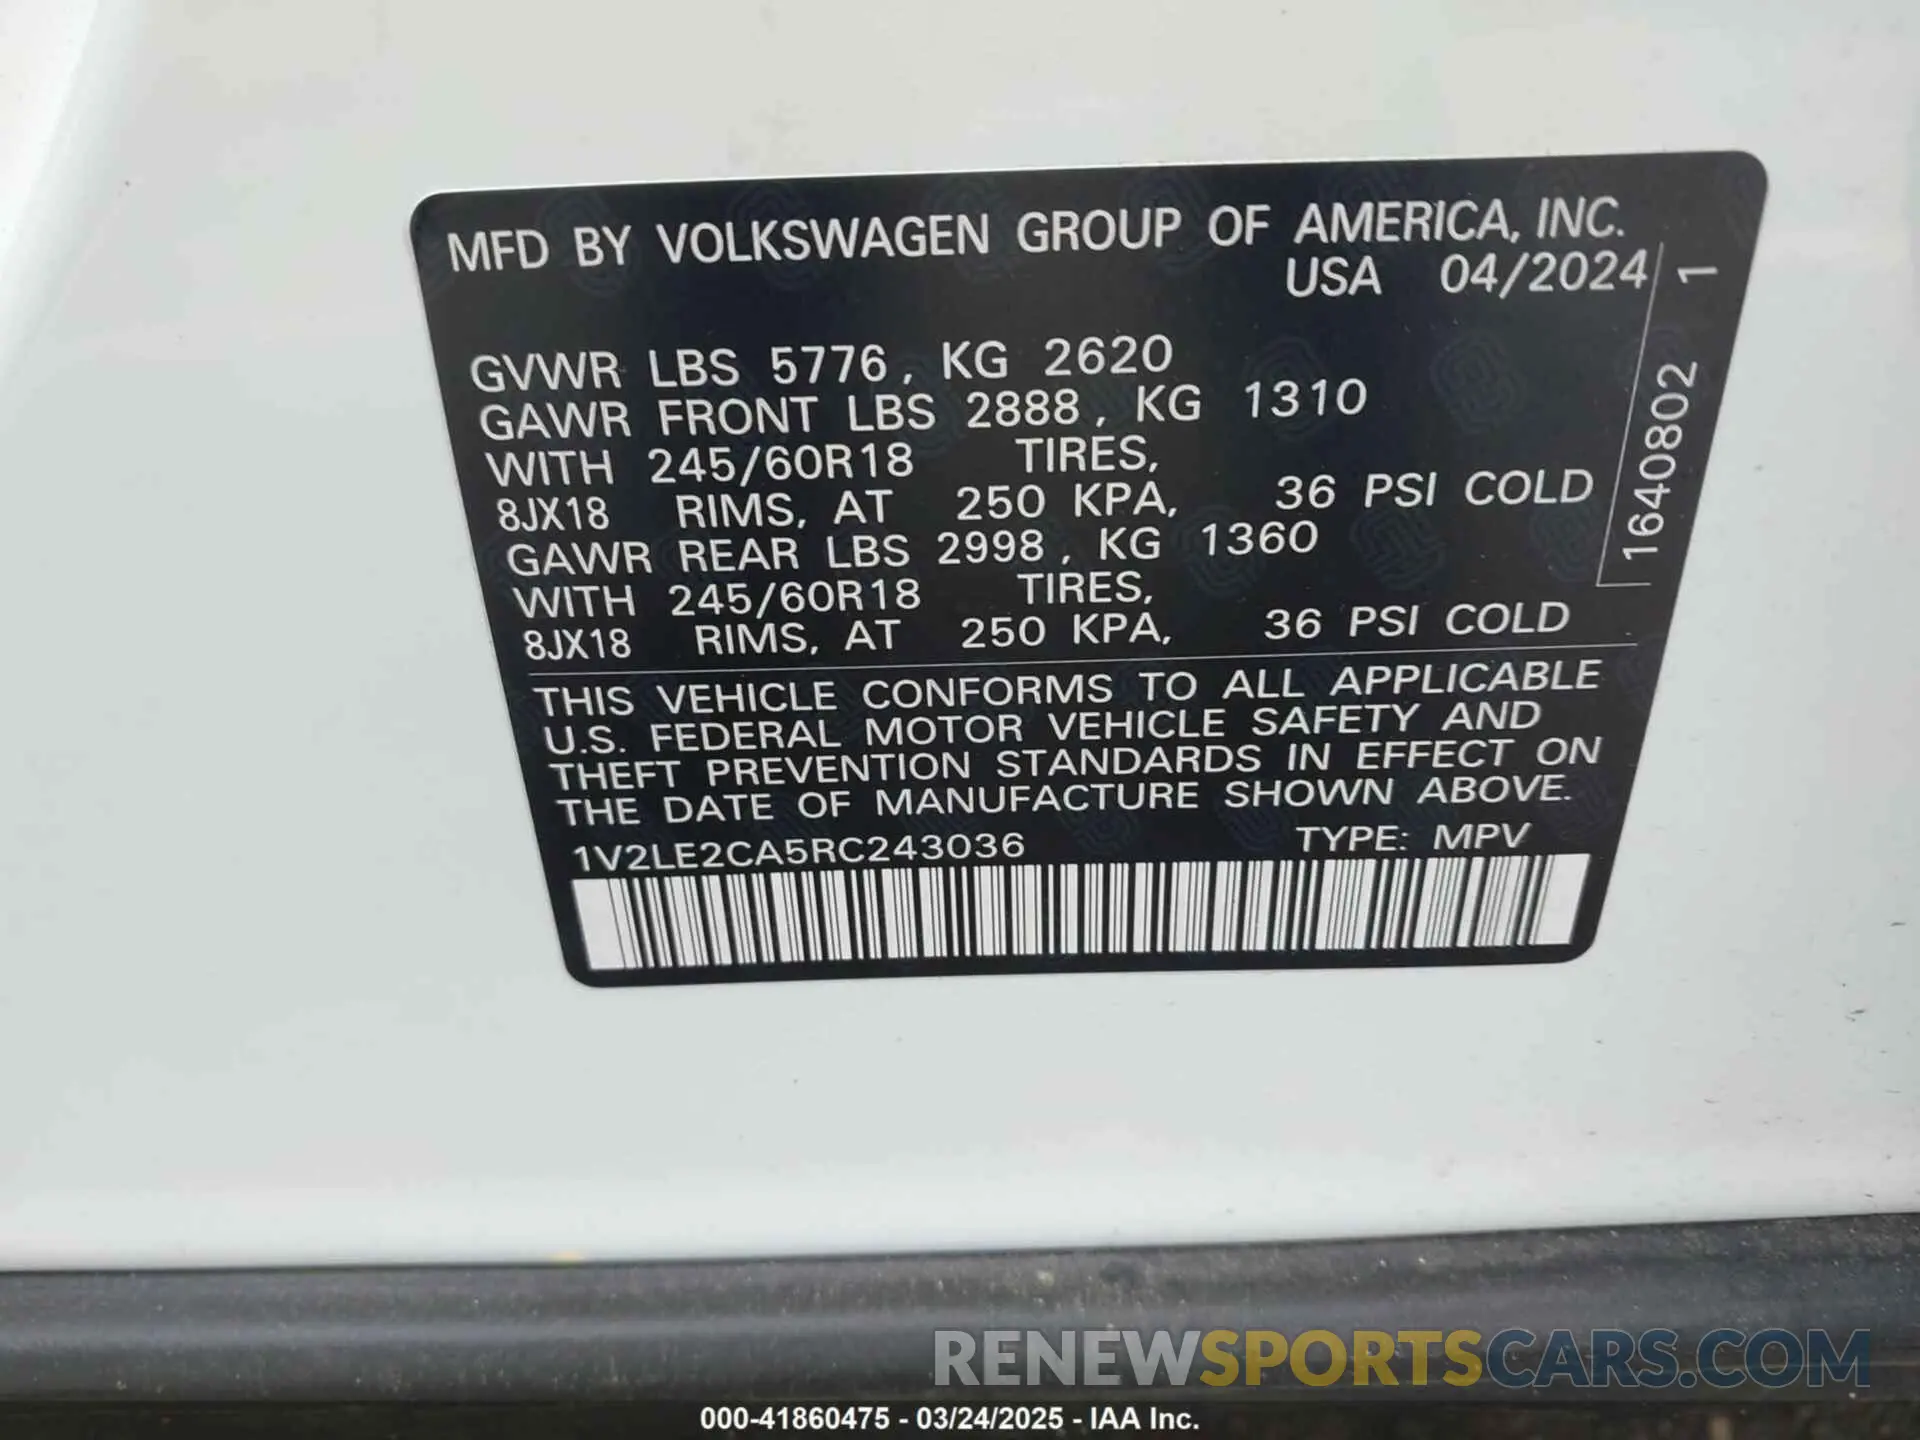 MFD BY VOLKSWAGEN GROUP OF AMERICA, INC.
USA 04/2024
GVWR LBS 5776, KG 2620
GAWR FRONT LBS 2888, KG 1310
WITH 245/60R18 TIRES,
8JX18 RIMS, AT 250 KPA, 36 PSI COLD
GAWR REAR LBS 2998, KG 1360
WITH 245/60R18 TIRES,
8JX18 RIMS, AT 250 KPA, 36 PSI COLD
1640802 1
THIS VEHICLE CONFORMS TO ALL APPLICABLE
U.S. FEDERAL MOTOR VEHICLE SAFETY AND
THEFT PREVENTION STANDARDS IN EFFECT ON
THE DATE OF MANUFACTURE SHOWN ABOVE.
1V2LE2CA5RC243036 TYPE: MPV
RENEWSPORTSCARS.COM
000-41860475 - 03/24/2025 - IAA Inc.